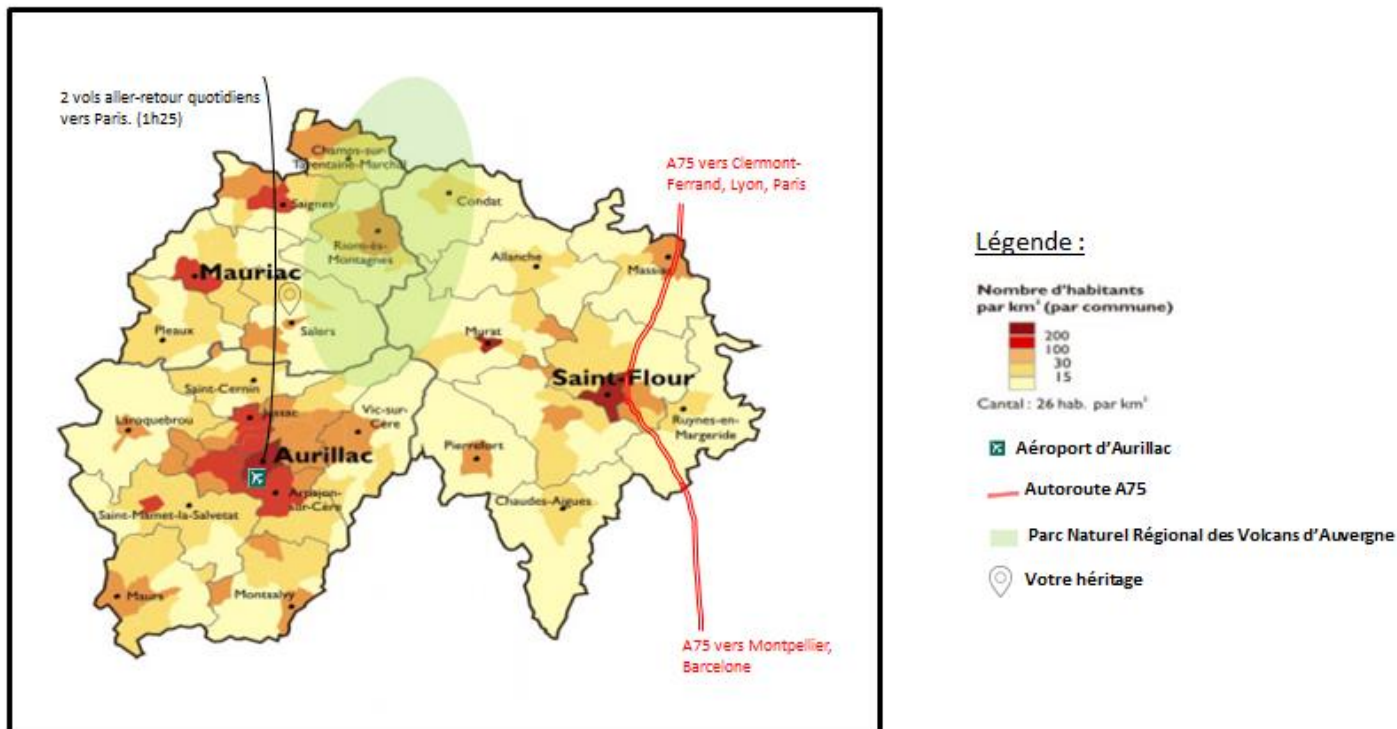 2 vols aller-retour quotidiens
vers Paris. (1h25)
Champs-sur-
Tarentaine-Marchal
A75 vers Clermont-
Ferrand, Lyon, Paris
Saignes
Condat
Riom-ès-
Montagnes
Allanche
Massiac
Mauriac
Salers
Pleaux
Murat
Saint-Flour
Saint-Cernin
Jussac
Vic-sur-
Cère
Laroquebrou
Ruynes-en-
Margeride
Aurillac
Pierrefort
Arpajon-
sur-Cère
Chaudes-Aigues
Saint-Mamet-la-Salvetat
Maurs
Montsalvy
A75 vers Montpellier,
Barcelone
Légende :
Nombre d'habitants
par km² (par commune)
200
100
30
15
Cantal : 26 hab. par km²
Aéroport d'Aurillac
Autoroute A75
Parc Naturel Régional des Volcans d'Auvergne
Votre héritage